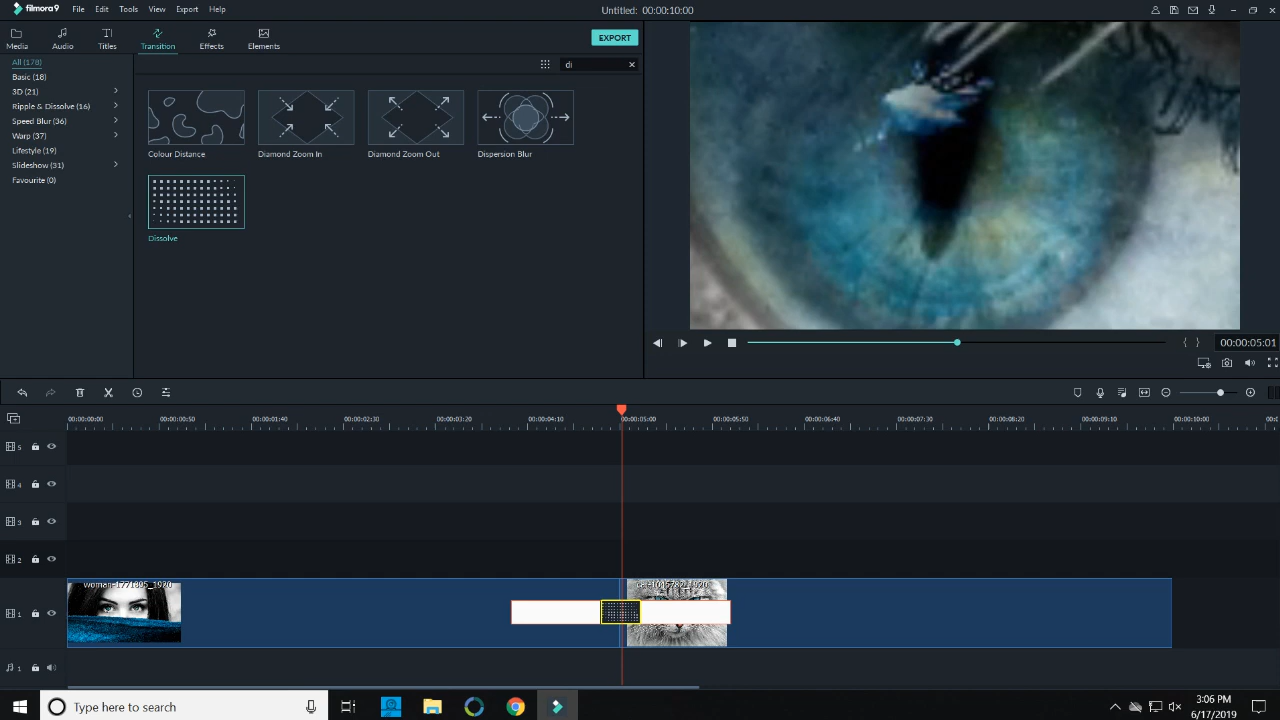 filmora9 File Edit Tools View Export Help Untitled: 00:00:10:00
Media Audio Titles Transition Effects Elements EXPORT
All (178) di
Basic (18)
3D (21)
Ripple & Dissolve (16)
Speed Blur (36)
Warp (37)
Lifestyle (19)
Slideshow (31)
Favourite (0)
Colour Distance Diamond Zoom In Diamond Zoom Out Dispersion Blur
Dissolve
00:00:05:01
00:00:00:00 00:00:00:50 00:00:01:40 00:00:02:30 00:00:03:20 00:00:04:10 00:00:05:00 00:00:05:50 00:00:06:40 00:00:07:30 00:00:08:20 00:00:09:10 00:00:10:00
5
4
3
2
1 woman-1771895_1920 cat-1045782_1920
1
Type here to search
3:06 PM
6/17/2019